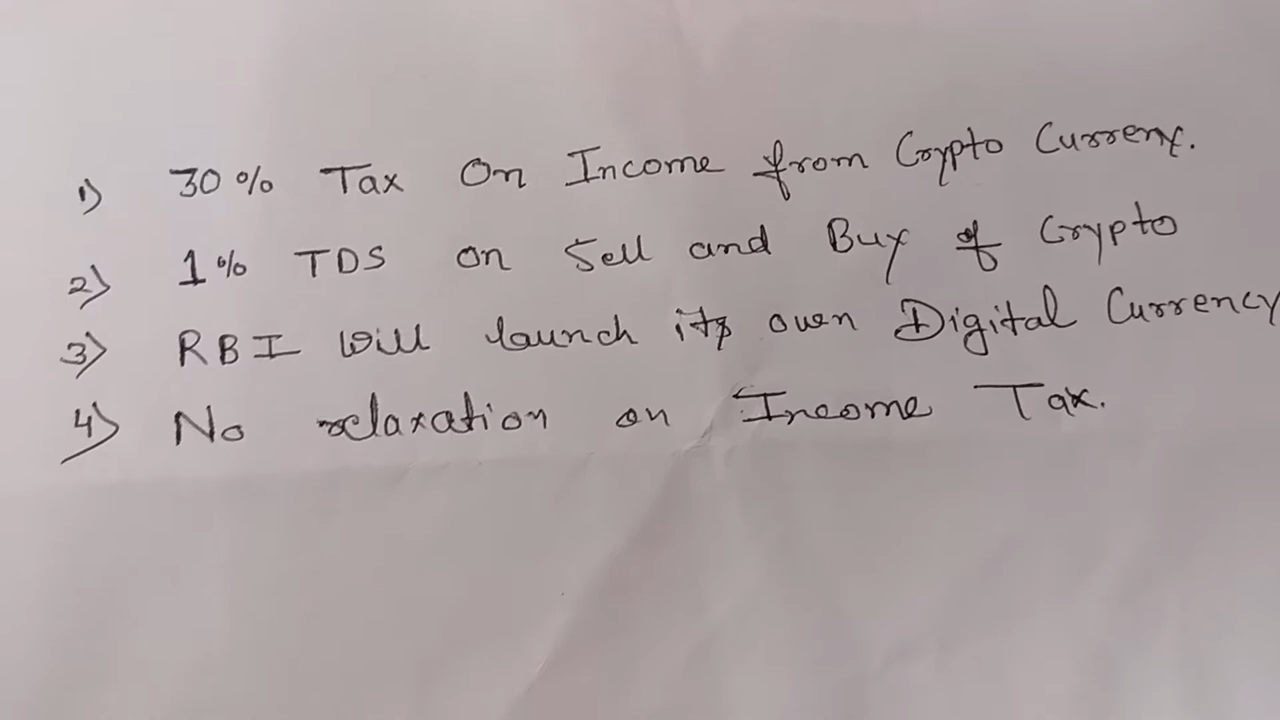 1) 30% Tax On Income from Crypto Currency.
2) 1% TDS on Sell and Buy of Crypto
3) RBI will launch its own Digital Currency
4) No relaxation on Income Tax.